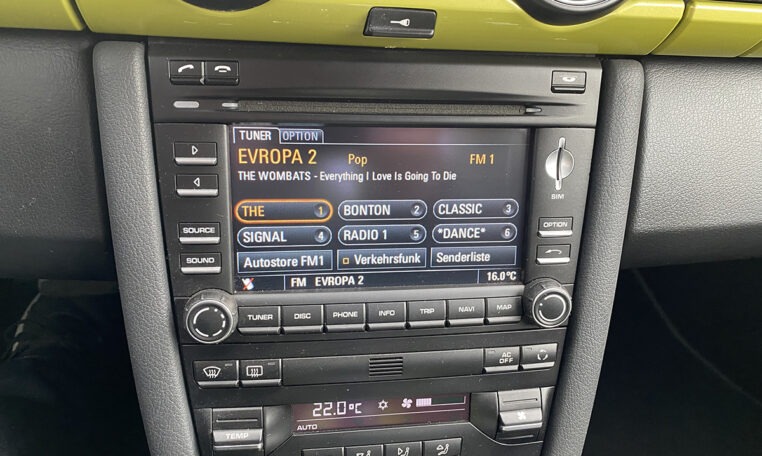 TUNER OPTION
EVROPA 2 Pop FM 1
THE WOMBATS - Everything I Love Is Going To Die
THE 1 BONTON 2 CLASSIC 3
SIGNAL 4 RADIO 1 5 *DANCE* 6
Autostore FM1 Verkehrsfunk Senderliste
FM EVROPA 2 16.0°C
SIM
SOURCE
OPTION
SOUND
TUNER DISC PHONE INFO TRIP NAVI MAP
AC OFF
22.0°C
AUTO
TEMP